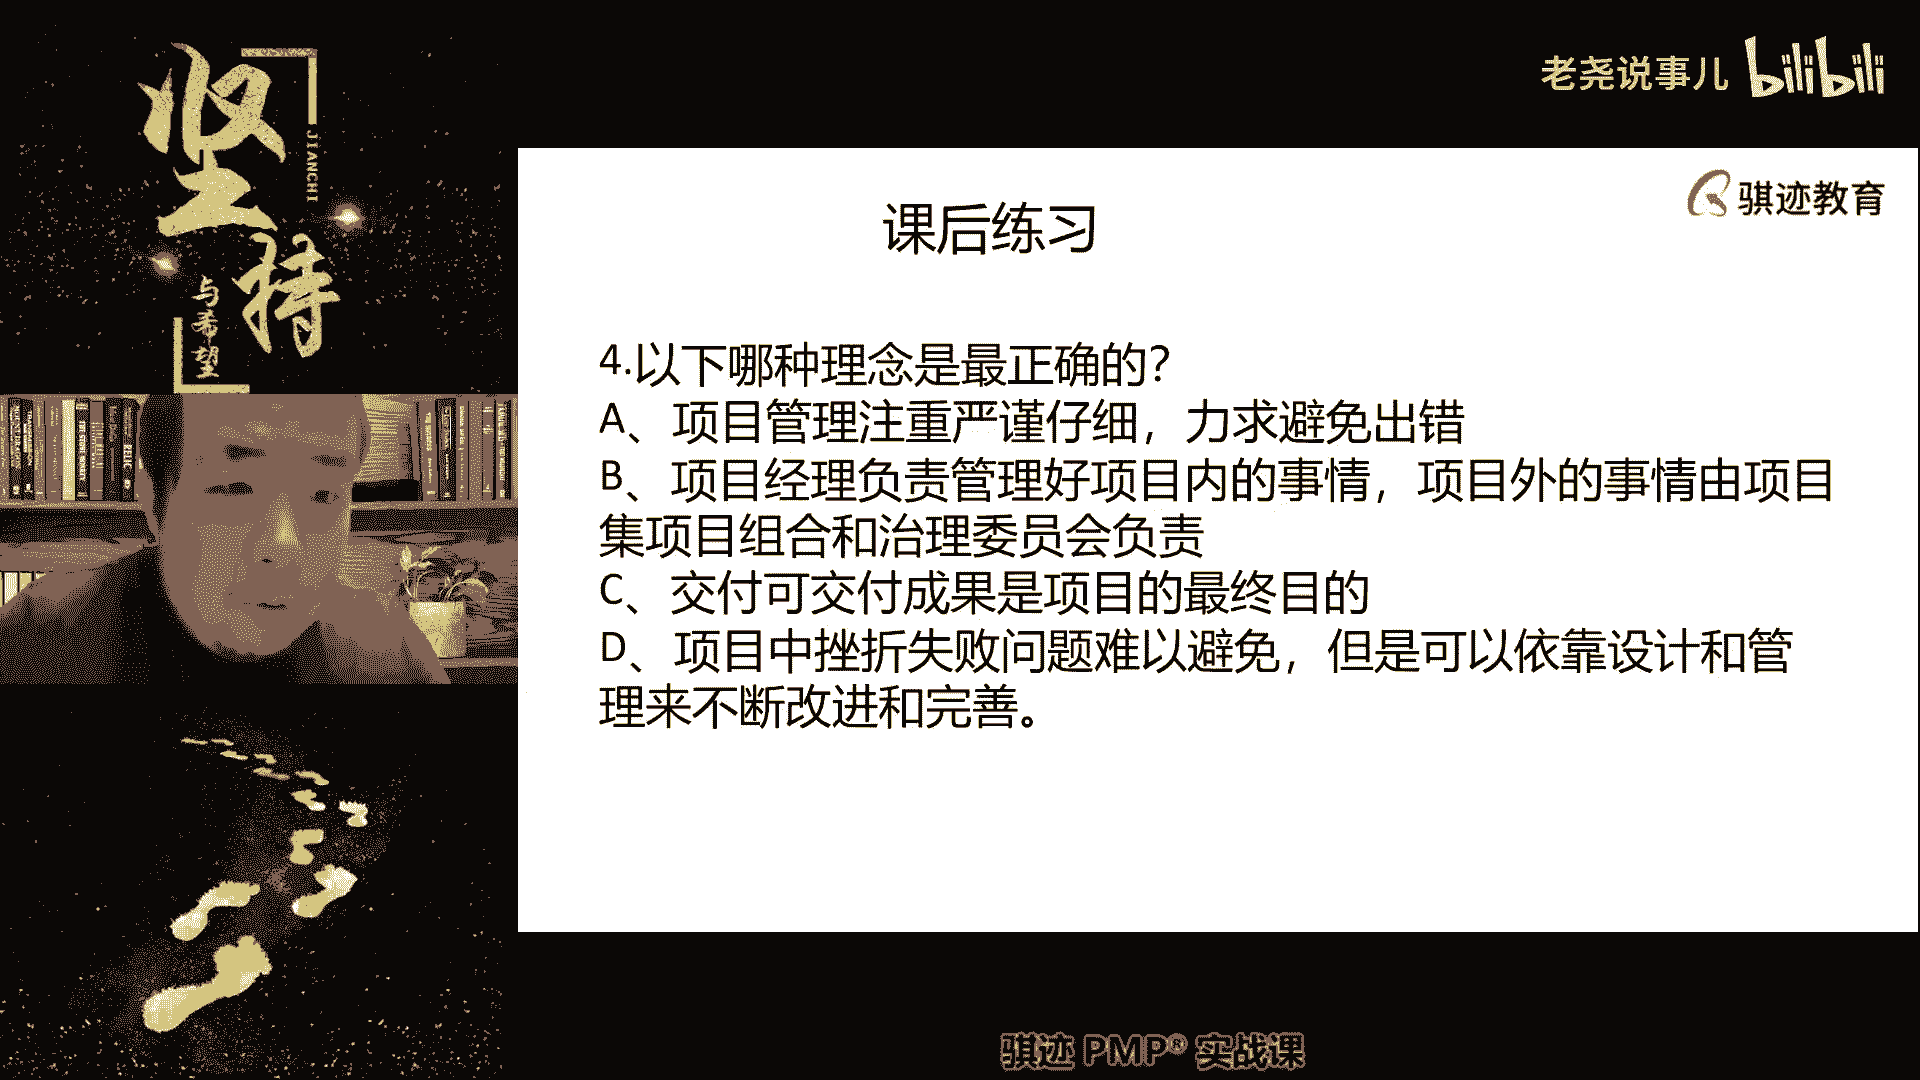 坚持
JIANCHI
与希望
老尧说事儿 bilibili
骐迹教育
课后练习
4.以下哪种理念是最正确的？
A、项目管理注重严谨仔细，力求避免出错
B、项目经理负责管理好项目内的事情，项目外的事情由项目
集项目组合和治理委员会负责
C、交付可交付成果是项目的最终目的
D、项目中挫折失败问题难以避免，但是可以依靠设计和管
理来不断改进和完善。
骐迹 PMP® 实战课